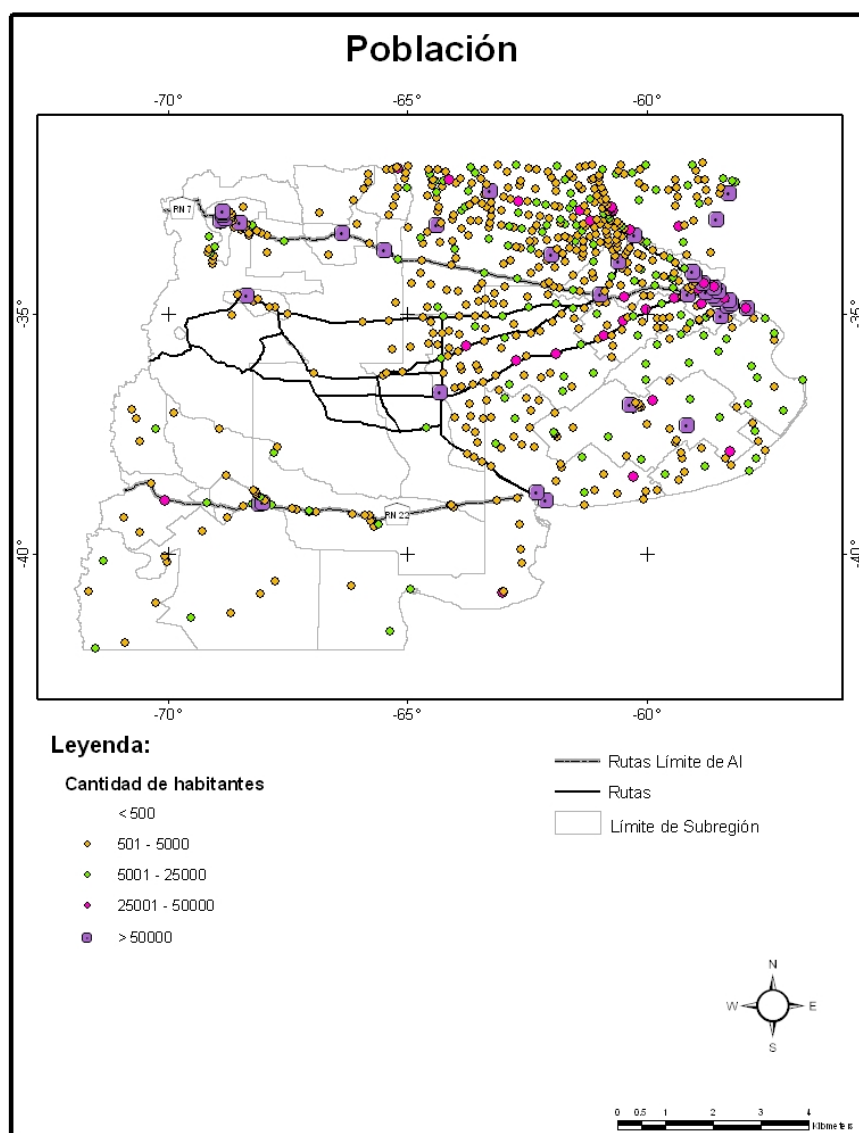 Población
-70° -65° -60°
RN 7
-35° -35°
RN 22
-40° -40°
-70° -65° -60°
Leyenda:
Cantidad de habitantes
< 500
501 - 5000
5001 - 25000
25001 - 50000
> 50000
Rutas Límite de AI
Rutas
Límite de Subregión
N
W E
S
0 0.5 1 2 3 4
Kilometers